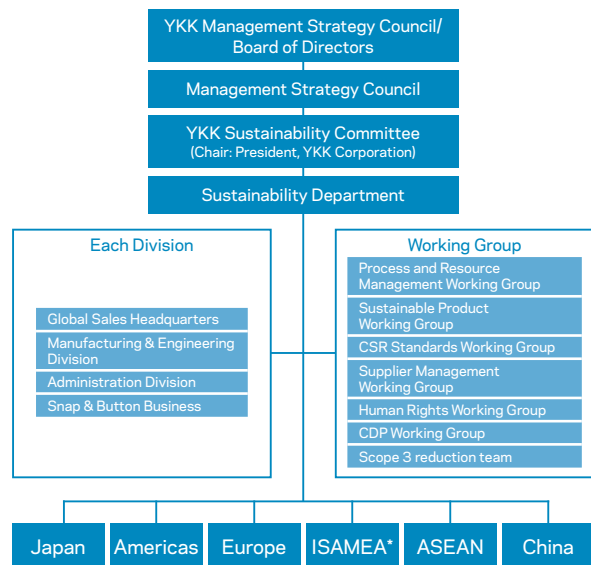 YKK Management Strategy Council/
Board of Directors
Management Strategy Council
YKK Sustainability Committee
(Chair: President, YKK Corporation)
Sustainability Department
Each Division
Global Sales Headquarters
Manufacturing & Engineering
Division
Administration Division
Snap & Button Business
Working Group
Process and Resource
Management Working Group
Sustainable Product
Working Group
CSR Standards Working Group
Supplier Management
Working Group
Human Rights Working Group
CDP Working Group
Scope 3 reduction team
Japan
Americas
Europe
ISAMEA*
ASEAN
China